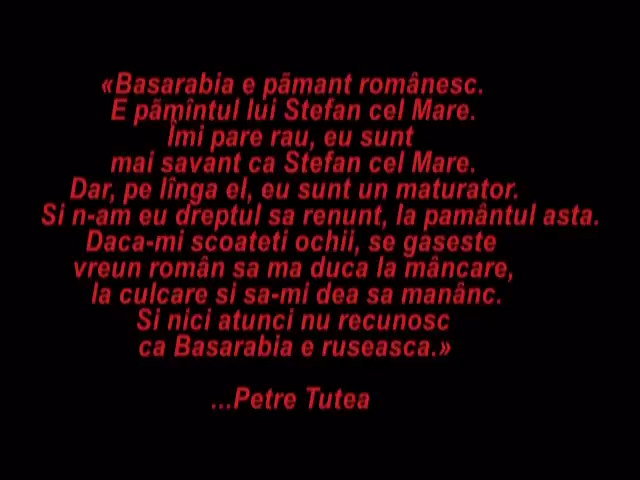 «Basarabia e pãmant românesc.
E pãmîntul lui Stefan cel Mare.
Îmi pare rau, eu sunt
mai savant ca Stefan cel Mare.
Dar, pe lînga el, eu sunt un maturator.
Si n-am eu dreptul sa renunt, la pamântul asta.
Daca-mi scoateti ochii, se gaseste
vreun român sa ma duca la mâncare,
la culcare si sa-mi dea sa manânc.
Si nici atunci nu recunosc
ca Basarabia e ruseasca.»
...Petre Tutea